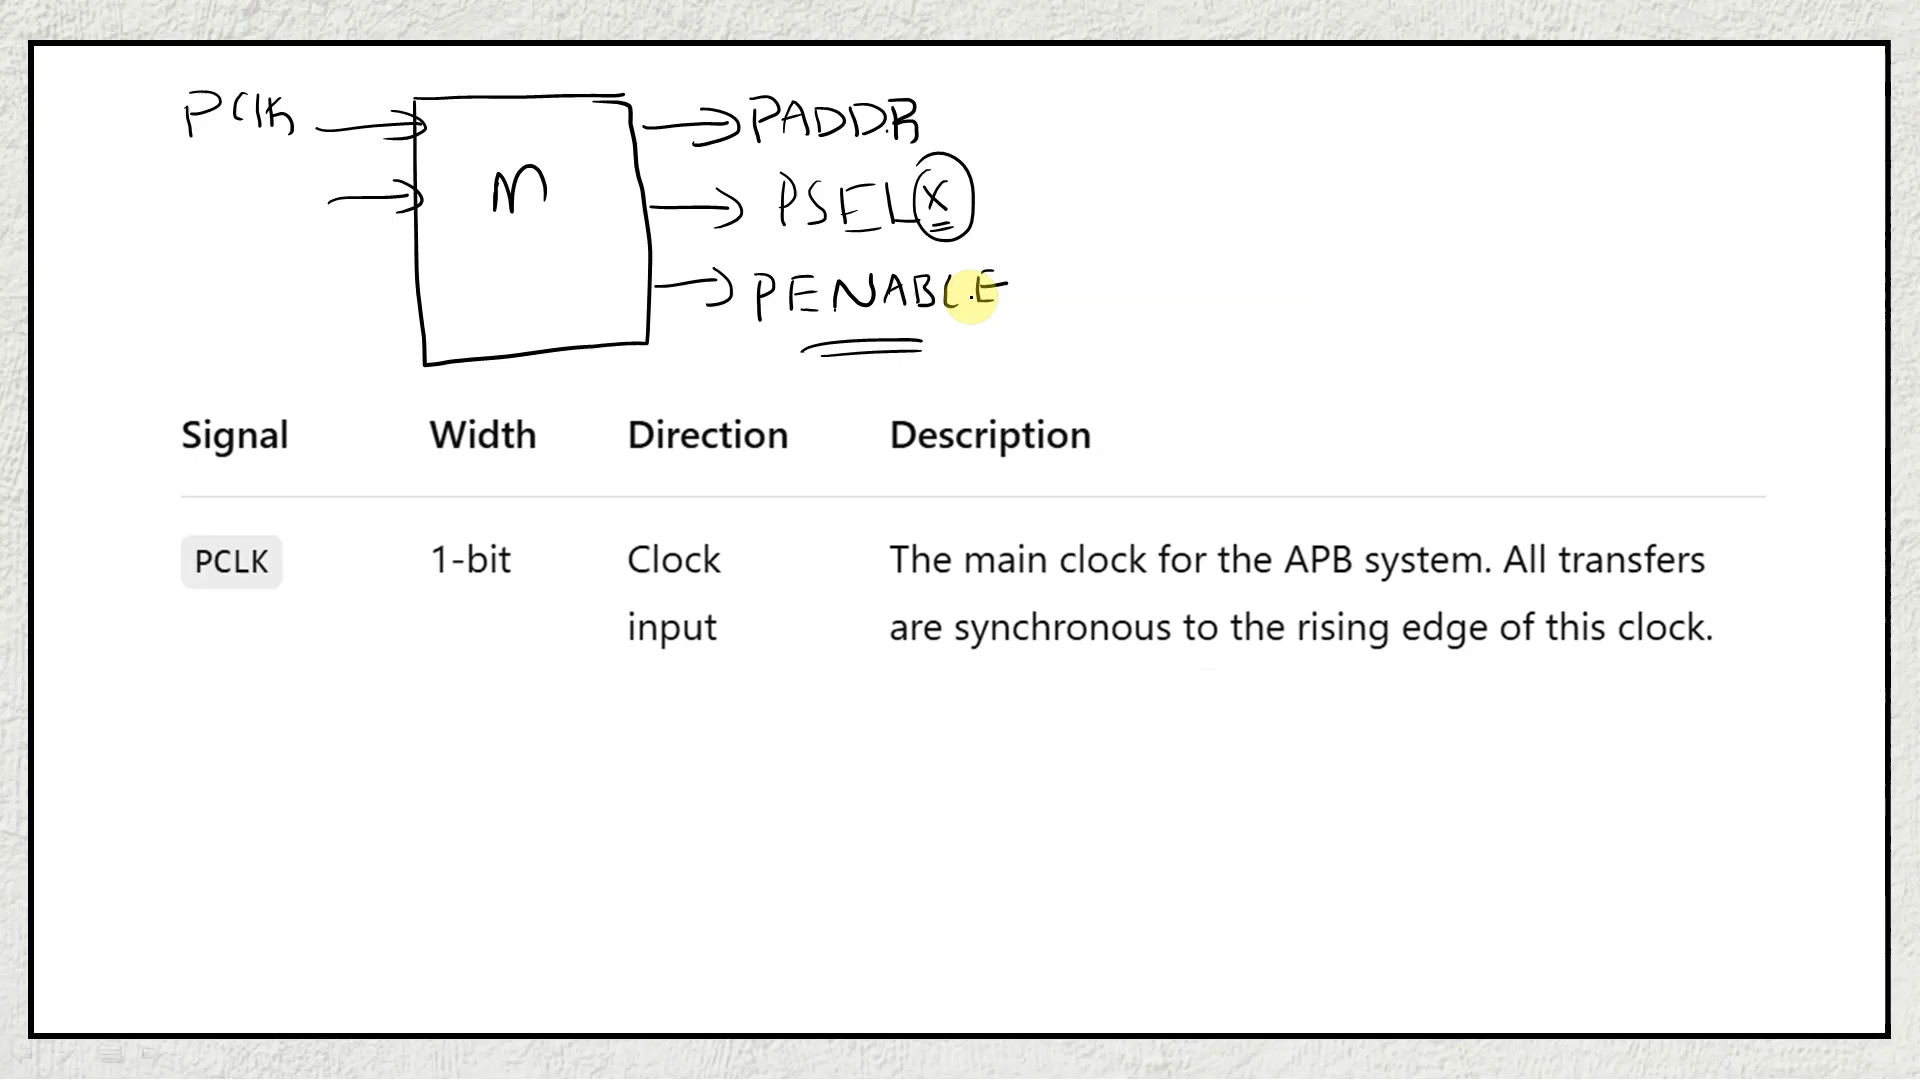 PClk
PADDR
M
PSELx
PENABLE
Signal Width Direction Description
PCLK 1-bit Clock input The main clock for the APB system. All transfers
are synchronous to the rising edge of this clock.